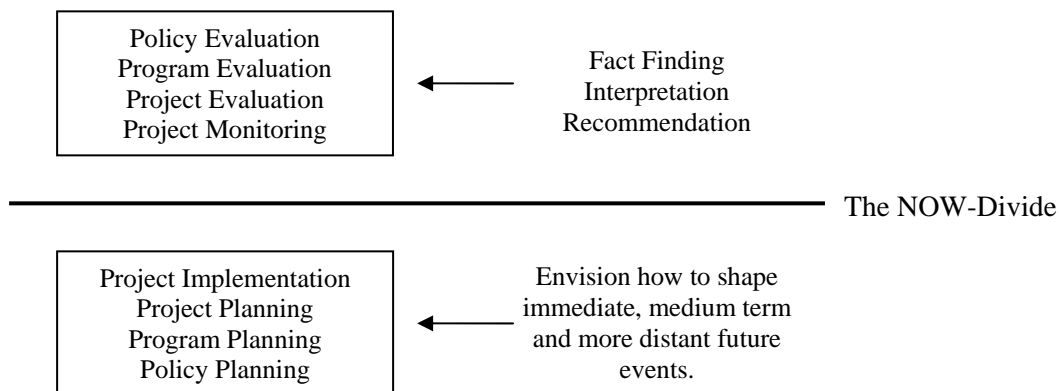 Policy Evaluation
Program Evaluation
Project Evaluation
Project Monitoring
Fact Finding
Interpretation
Recommendation
The NOW-Divide
Project Implementation
Project Planning
Program Planning
Policy Planning
Envision how to shape
immediate, medium term
and more distant future
events.